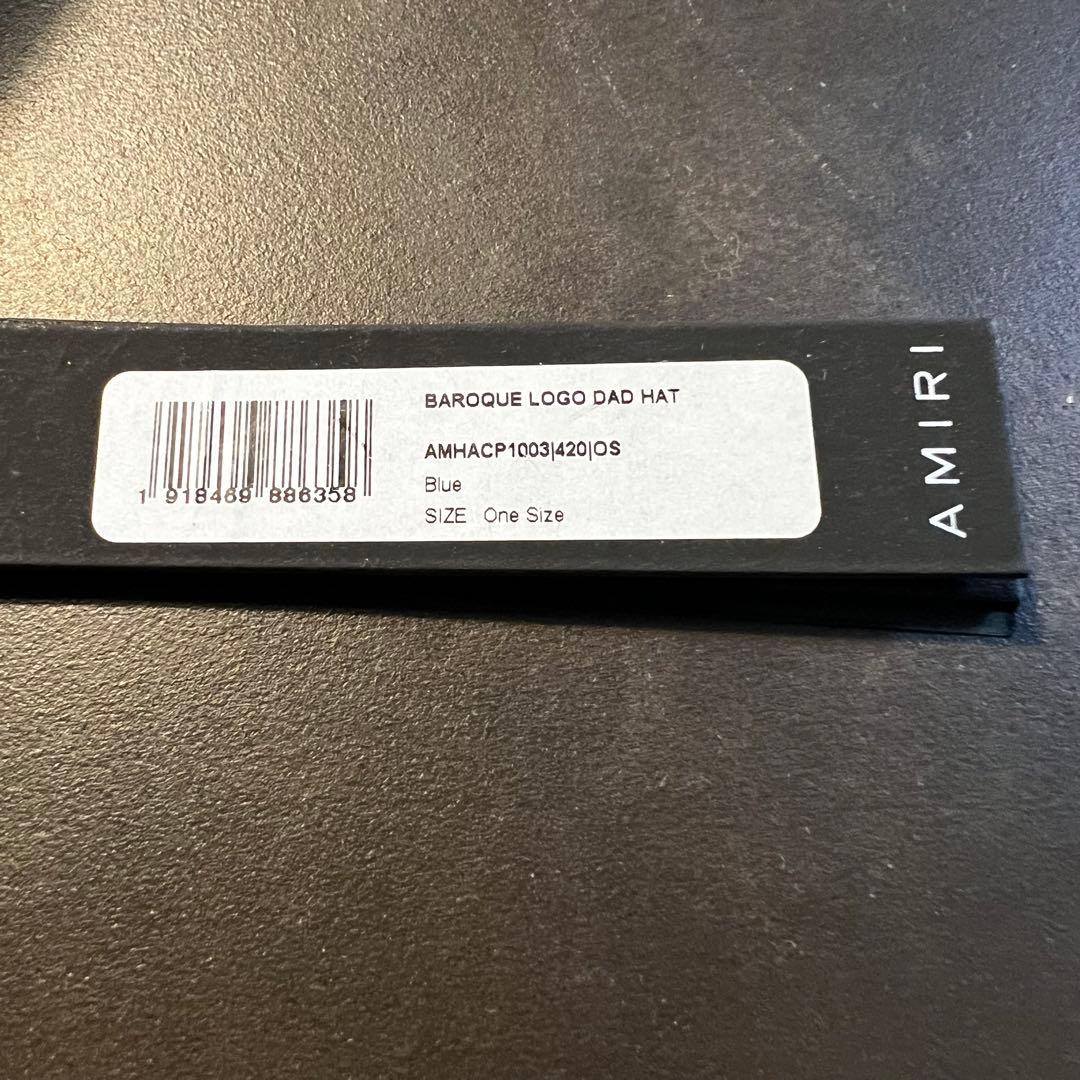 BAROQUE LOGO DAD HAT
AMHACP1003|420|OS
Blue
SIZE One Size
1 918469 886358
AMIRI